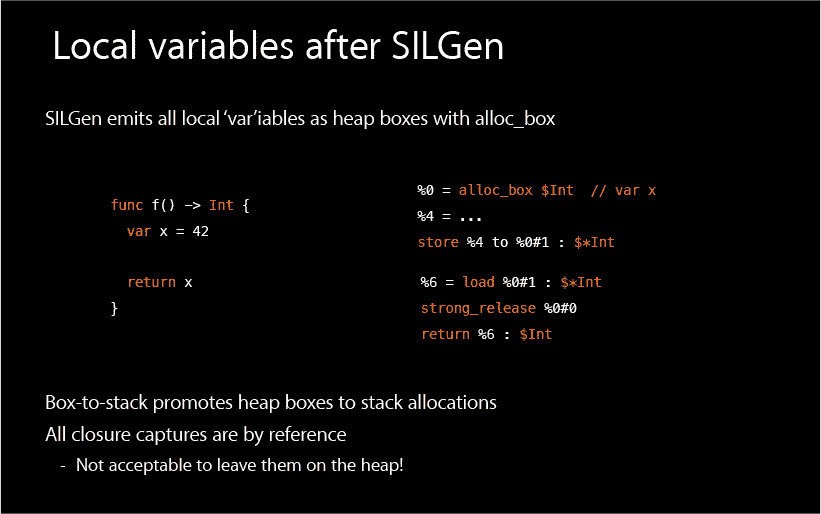 Local variables after SILGen
SILGen emits all local ‘var’iables as heap boxes with alloc_box
func f() -> Int {
var x = 42
return x
}
%0 = alloc_box $Int // var x
%4 = ...
store %4 to %0#1 : $*Int
%6 = load %0#1 : $*Int
strong_release %0#0
return %6 : $Int
Box-to-stack promotes heap boxes to stack allocations
All closure captures are by reference
- Not acceptable to leave them on the heap!